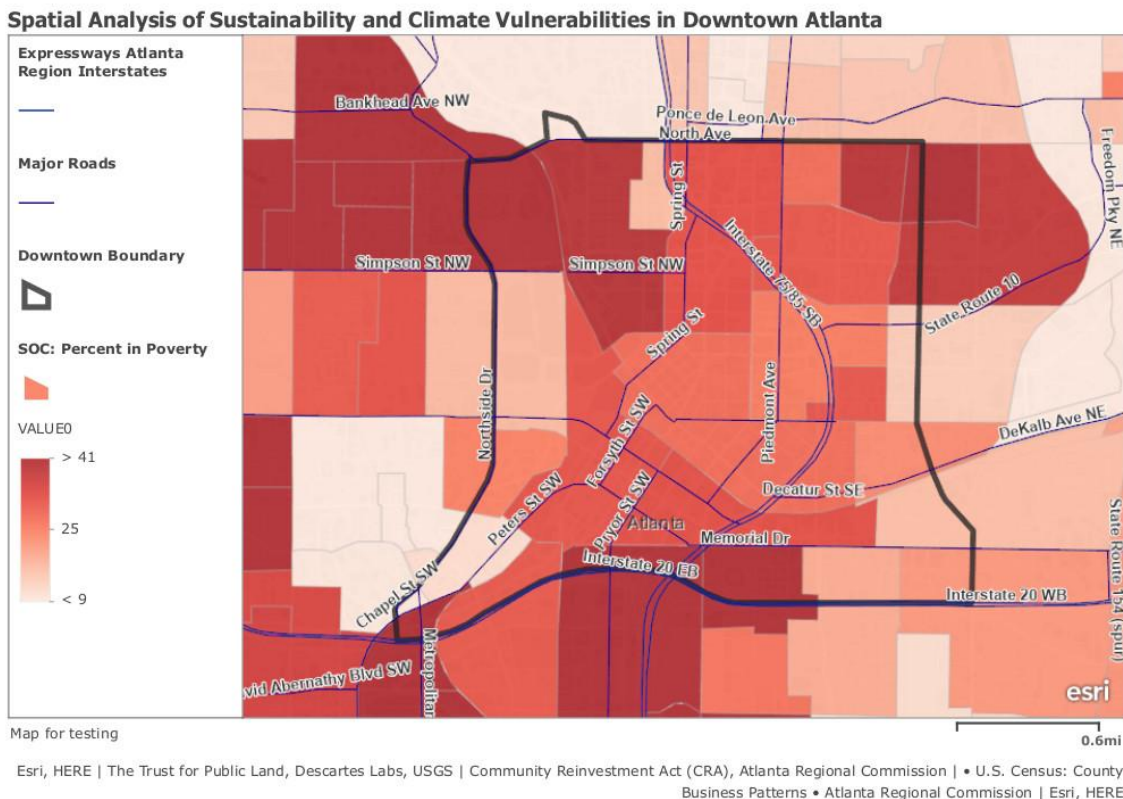 Spatial Analysis of Sustainability and Climate Vulnerabilities in Downtown Atlanta
Expressways Atlanta
Region Interstates
Major Roads
Downtown Boundary
SOC: Percent in Poverty
VALUE0
> 41
25
< 9
Bankhead Ave NW
Ponce de Leon Ave
North Ave
Freedom Pky NE
Spring St
Interstate 75/85 SB
Simpson St NW
Simpson St NW
State Route 10
Spring St
Northside Dr
Piedmont Ave
Forsyth St SW
DeKalb Ave NE
Peters St SW
Pryor St SW
Decatur St SE
Atlanta
Memorial Dr
State Route 154 (spur)
Interstate 20 EB
Chapel St SW
Interstate 20 WB
Metropolitan
vid Abernathy Blvd SW
esri
Map for testing
0.6mi
Esri, HERE | The Trust for Public Land, Descartes Labs, USGS | Community Reinvestment Act (CRA), Atlanta Regional Commission | • U.S. Census: County
Business Patterns • Atlanta Regional Commission | Esri, HERE